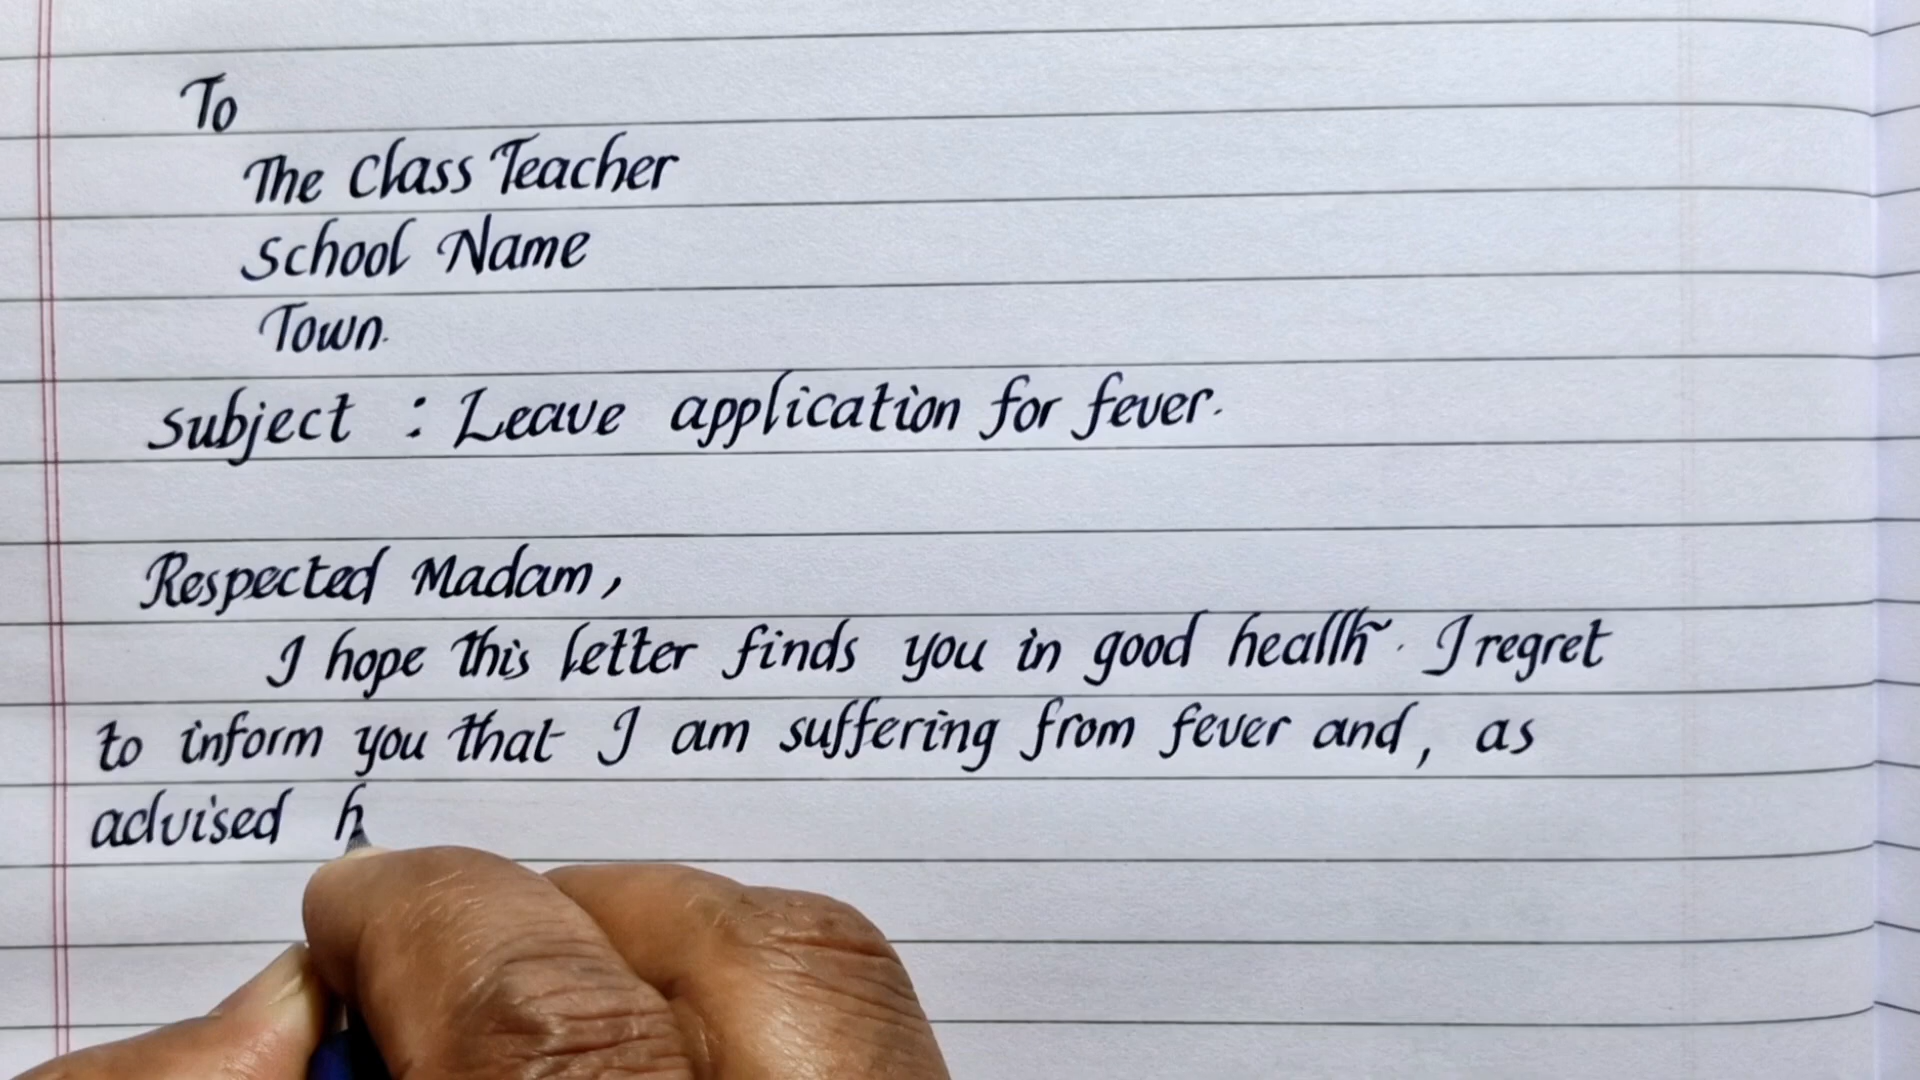 To
The Class Teacher
School Name
Town.
Subject : Leave application for fever.
Respected Madam,
I hope this letter finds you in good health. I regret
to inform you that I am suffering from fever and, as
advised